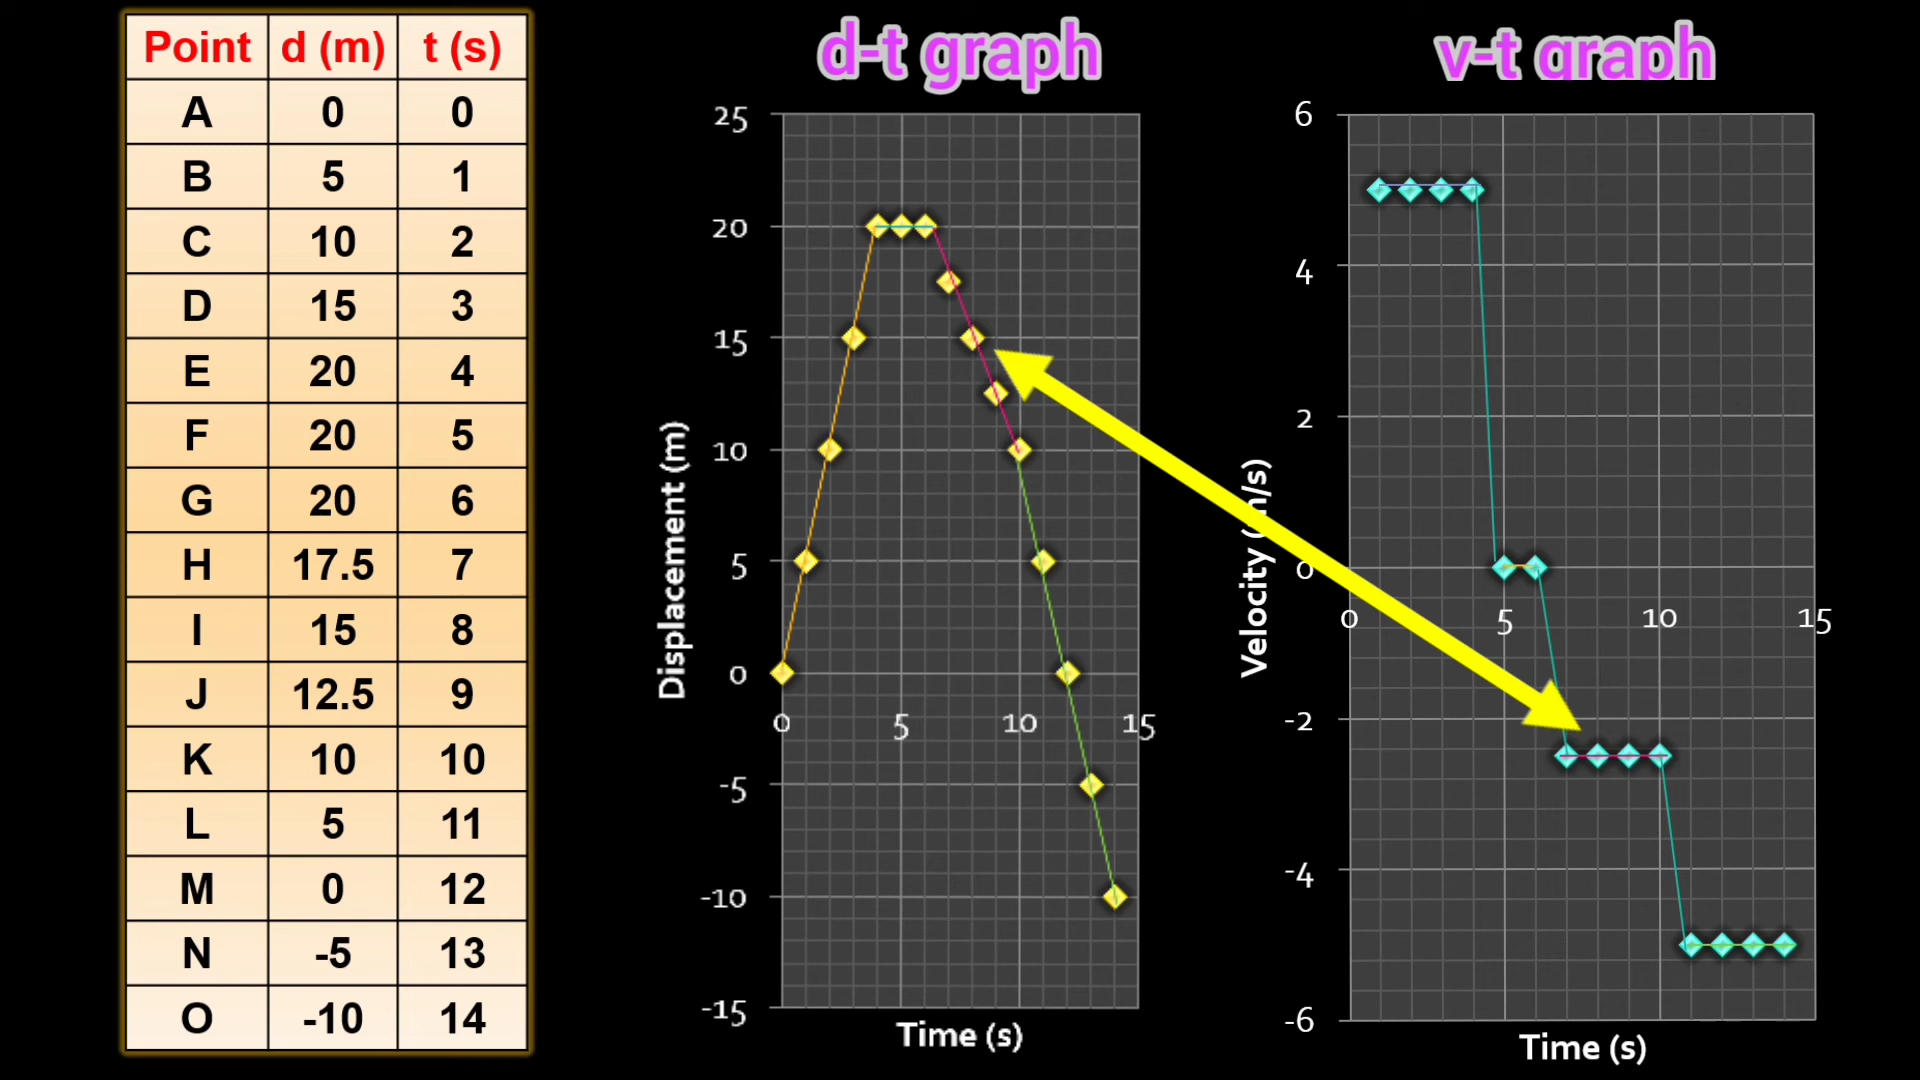 Point d (m) t (s)
A 0 0
B 5 1
C 10 2
D 15 3
E 20 4
F 20 5
G 20 6
H 17.5 7
I 15 8
J 12.5 9
K 10 10
L 5 11
M 0 12
N -5 13
O -10 14
d-t graph
25
20
15
10
5
0
-5
-10
-15
0 5 10 15
Displacement (m)
Time (s)
v-t graph
6
4
2
0
-2
-4
-6
0 5 10 15
Velocity (m/s)
Time (s)